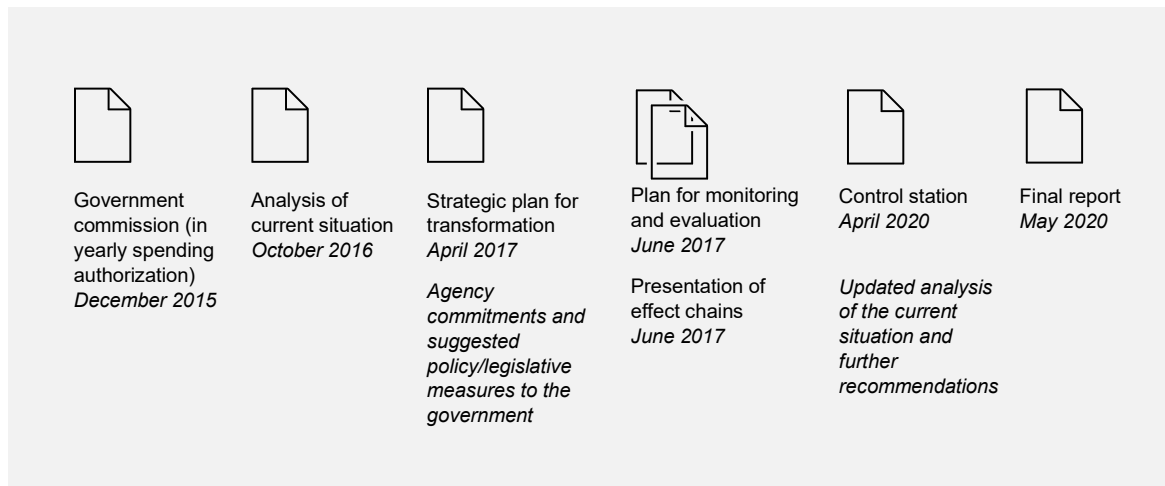 Government
commission (in
yearly spending
authorization)
December 2015
Analysis of
current situation
October 2016
Strategic plan for
transformation
April 2017
Agency
commitments and
suggested
policy/legislative
measures to the
government
Plan for monitoring
and evaluation
June 2017
Presentation of
effect chains
June 2017
Control station
April 2020
Updated analysis
of the current
situation and
further
recommendations
Final report
May 2020